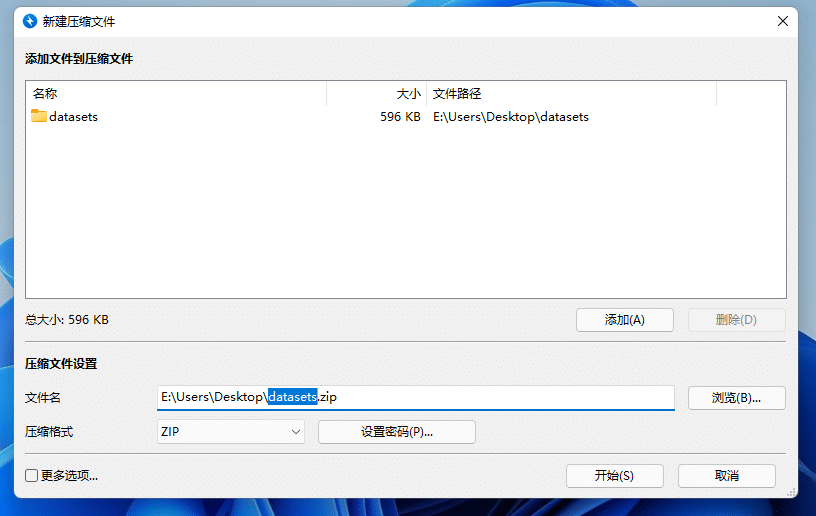 新建压缩文件
添加文件到压缩文件
名称 大小 文件路径
datasets 596 KB E:\Users\Desktop\datasets
总大小: 596 KB 添加(A) 删除(D)
压缩文件设置
文件名 E:\Users\Desktop\datasets.zip 浏览(B)...
压缩格式 ZIP 设置密码(P)...
更多选项... 开始(S) 取消